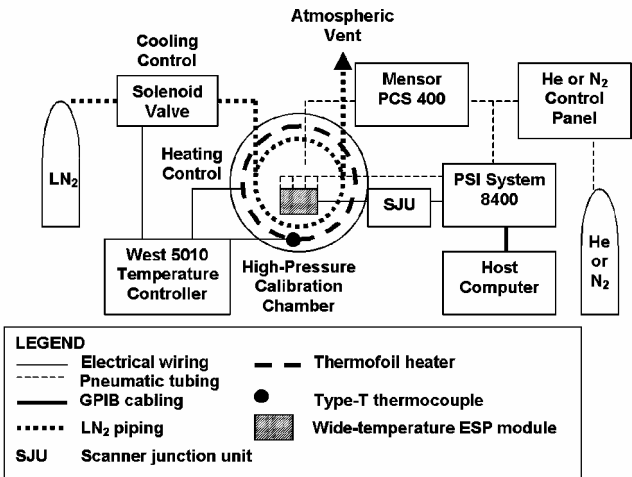 Atmospheric
Vent
Cooling
Control
Solenoid
Valve
Mensor
PCS 400
He or N₂
Control
Panel
Heating
Control
LN₂
PSI System
8400
SJU
West 5010
Temperature
Controller
High-Pressure
Calibration
Chamber
Host
Computer
He
or
N₂
LEGEND
Electrical wiring
Pneumatic tubing
GPIB cabling
LN₂ piping
SJU Scanner junction unit
Thermofoil heater
Type-T thermocouple
Wide-temperature ESP module